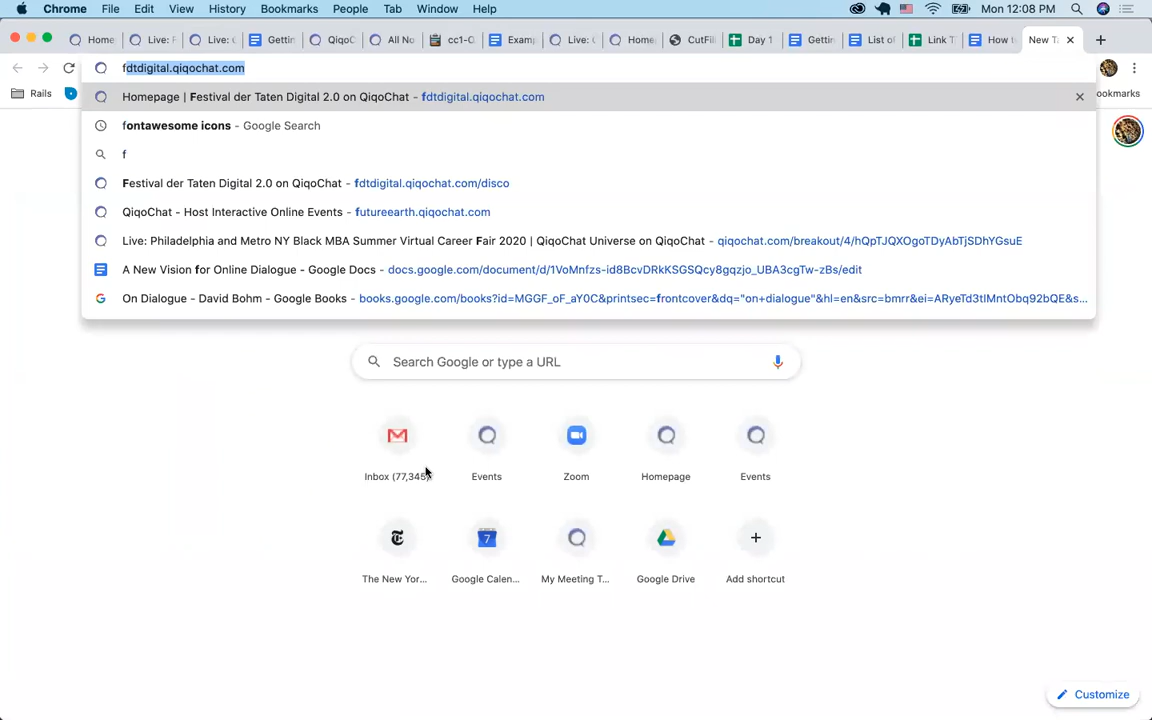 Chrome File Edit View History Bookmarks People Tab Window Help Mon 12:08 PM
Home Live: F Live: ( Gettin QiqoC All No cc1-O Examp Live: ( Home CutFil Day 1 Gettin List of Link T How t New Ta
fdtdigital.qiqochat.com
Rails ookmarks
Homepage | Festival der Taten Digital 2.0 on QiqoChat - fdtdigital.qiqochat.com
fontawesome icons - Google Search
f
Festival der Taten Digital 2.0 on QiqoChat - fdtdigital.qiqochat.com/disco
QiqoChat - Host Interactive Online Events - futureearth.qiqochat.com
Live: Philadelphia and Metro NY Black MBA Summer Virtual Career Fair 2020 | QiqoChat Universe on QiqoChat - qiqochat.com/breakout/4/hQpTJQXOgoTDyAbTjSDhYGsuE
A New Vision for Online Dialogue - Google Docs - docs.google.com/document/d/1VoMnfzs-id8BcvDRkKSGSQcy8gqzjo_UBA3cgTw-zBs/edit
On Dialogue - David Bohm - Google Books - books.google.com/books?id=MGGF_oF_aY0C&printsec=frontcover&dq="on+dialogue"&hl=en&src=bmrr&ei=ARyeTd3tIMntObq92bQE&s...
Search Google or type a URL
Inbox (77,345) Events Zoom Homepage Events
7
The New Yor... Google Calen... My Meeting T... Google Drive Add shortcut
Customize